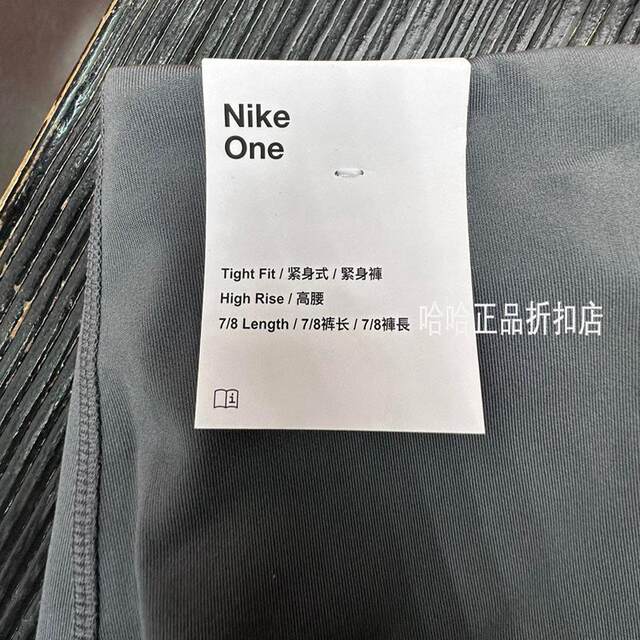 Nike
One
Tight Fit / 紧身式 / 緊身褲
High Rise / 高腰
7/8 Length / 7/8裤长 / 7/8褲長
哈哈正品折扣店